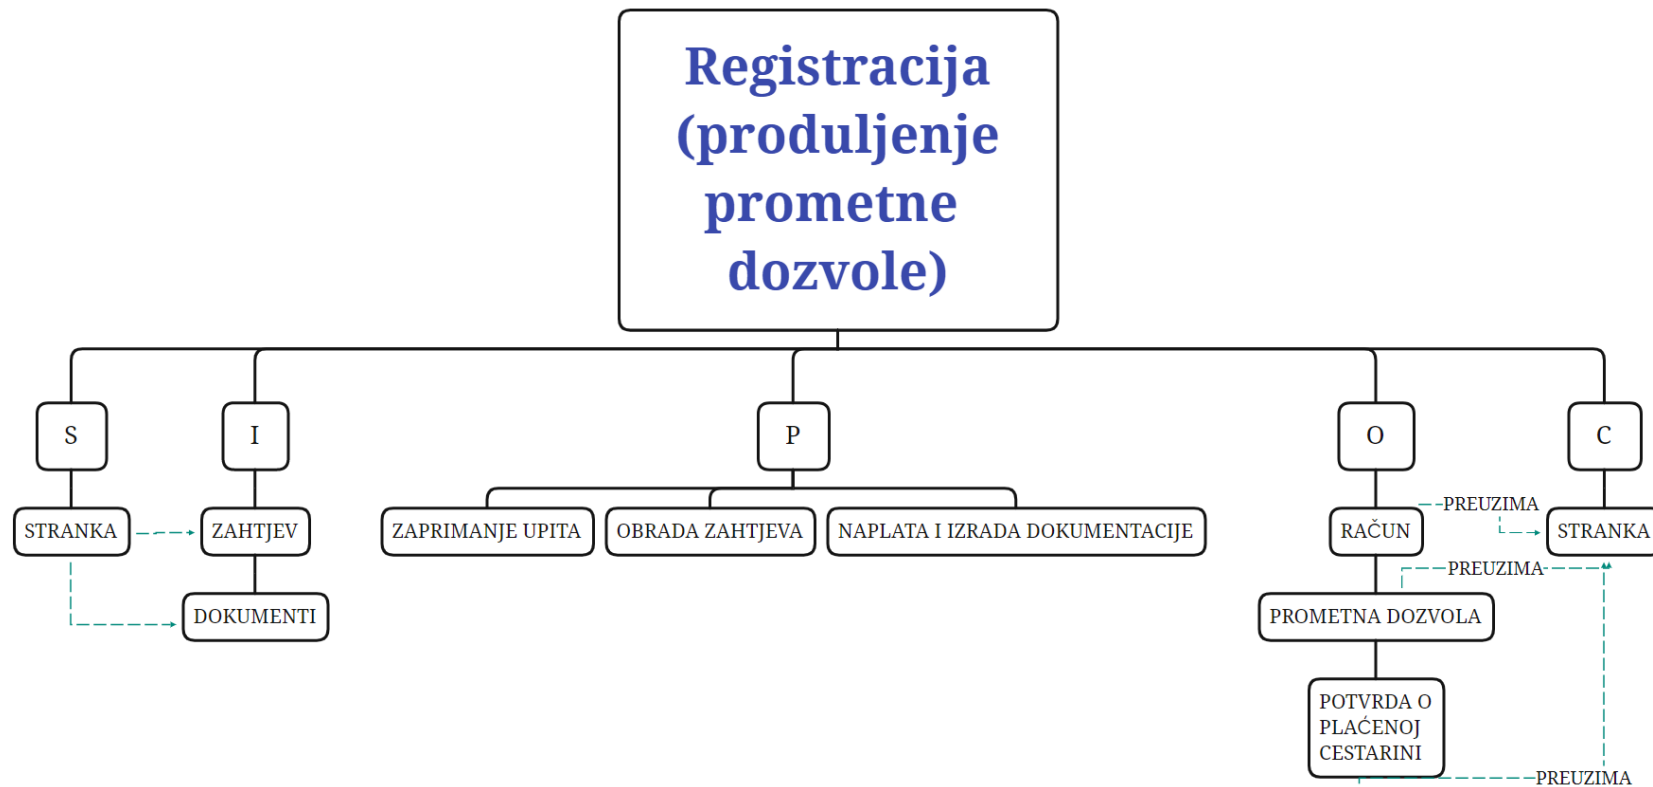 Registracija
(produljenje
prometne
dozvole)
S
I
P
O
C
STRANKA
ZAHTJEV
ZAPRIMANJE UPITA
OBRADA ZAHTJEVA
NAPLATA I IZRADA DOKUMENTACIJE
RAČUN
PREUZIMA
STRANKA
PREUZIMA
DOKUMENTI
PROMETNA DOZVOLA
POTVRDA O
PLAĆENOJ
CESTARINI
PREUZIMA